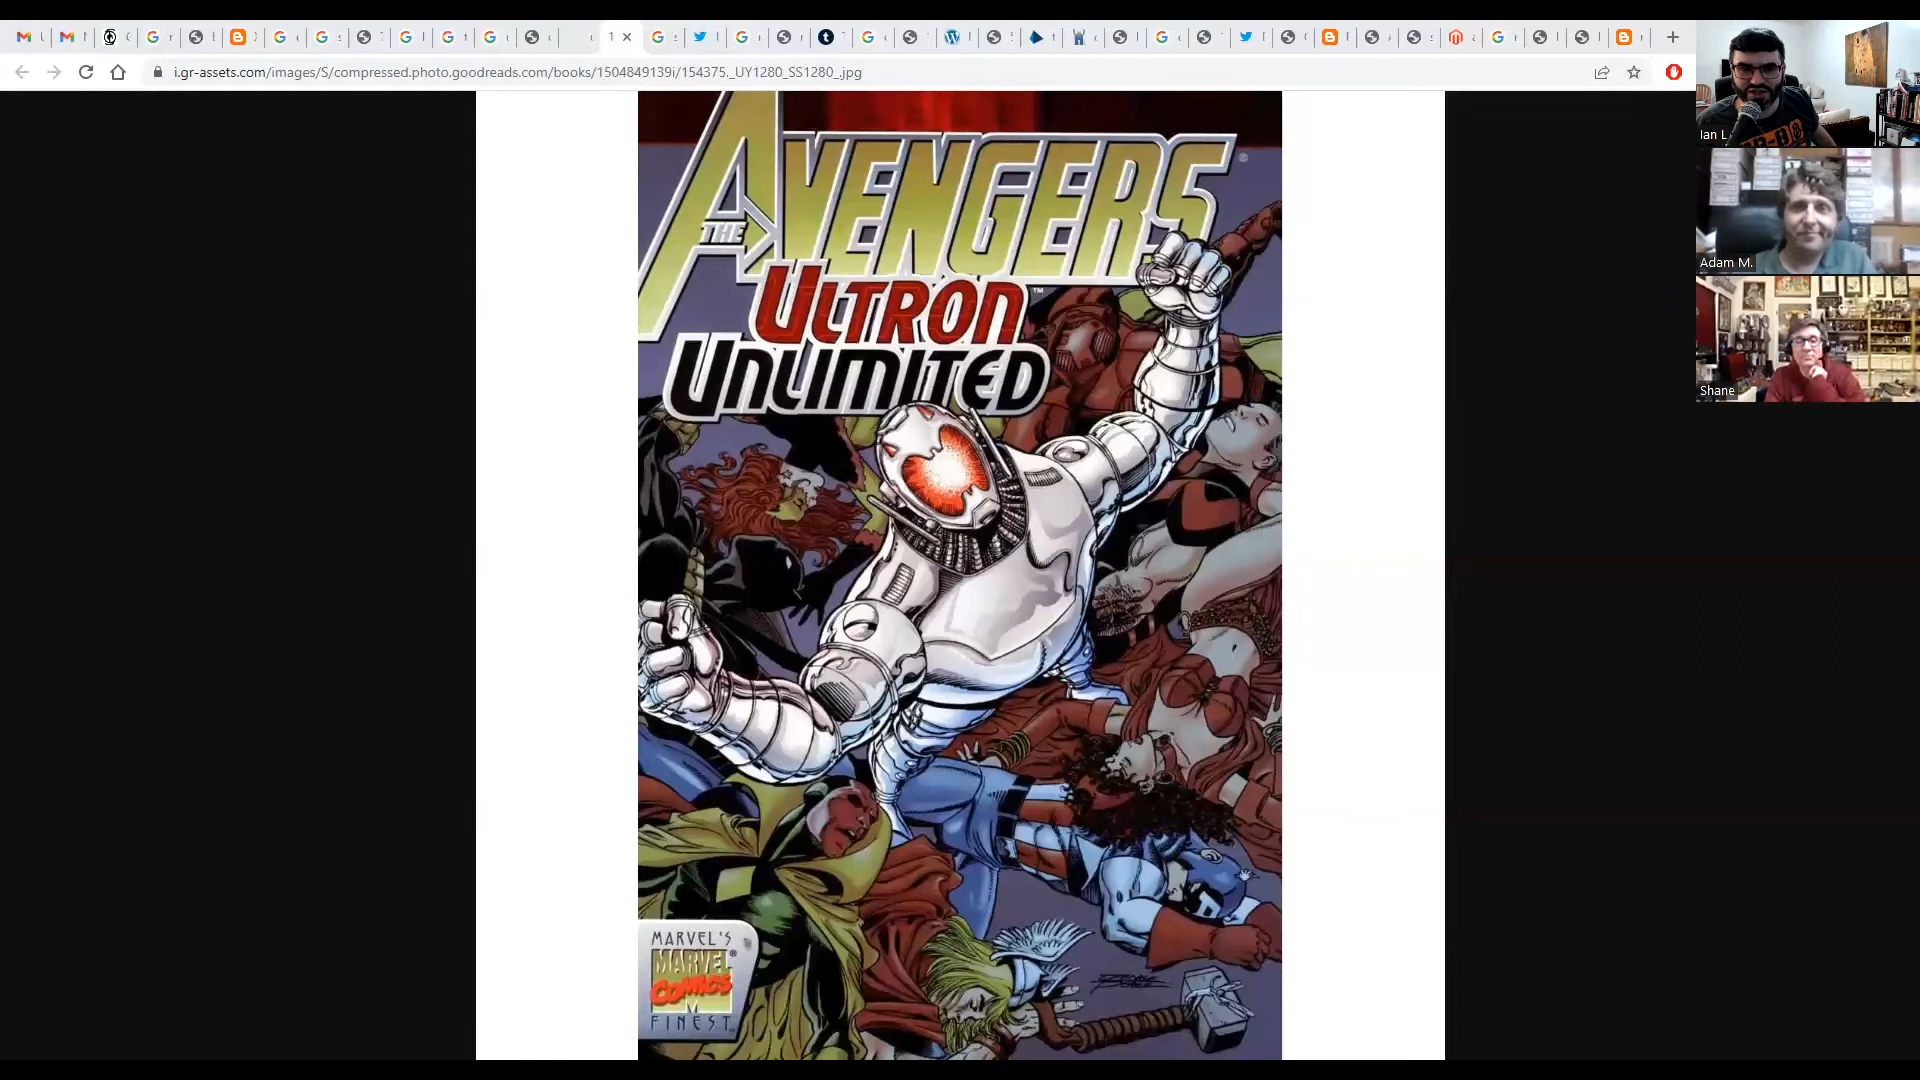 i.gr-assets.com/images/S/compressed.photo.goodreads.com/books/1504849139i/154375._UY1280_SS1280_.jpg
THE AVENGERS
ULTRON
UNLIMITED
MARVEL'S
MARVEL
COMICS
FINEST
Ian L
Adam M.
Shane